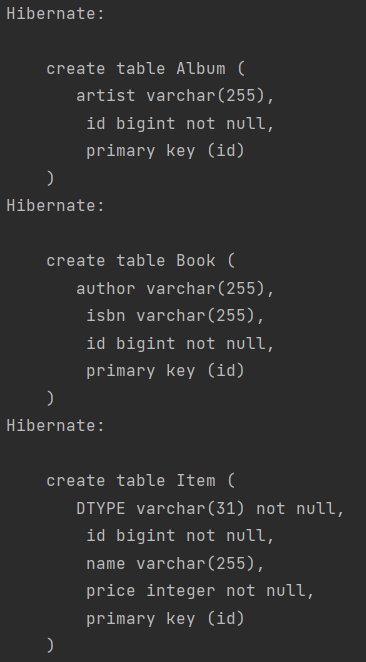 Hibernate:
create table Album (
artist varchar(255),
id bigint not null,
primary key (id)
)
Hibernate:
create table Book (
author varchar(255),
isbn varchar(255),
id bigint not null,
primary key (id)
)
Hibernate:
create table Item (
DTYPE varchar(31) not null,
id bigint not null,
name varchar(255),
price integer not null,
primary key (id)
)